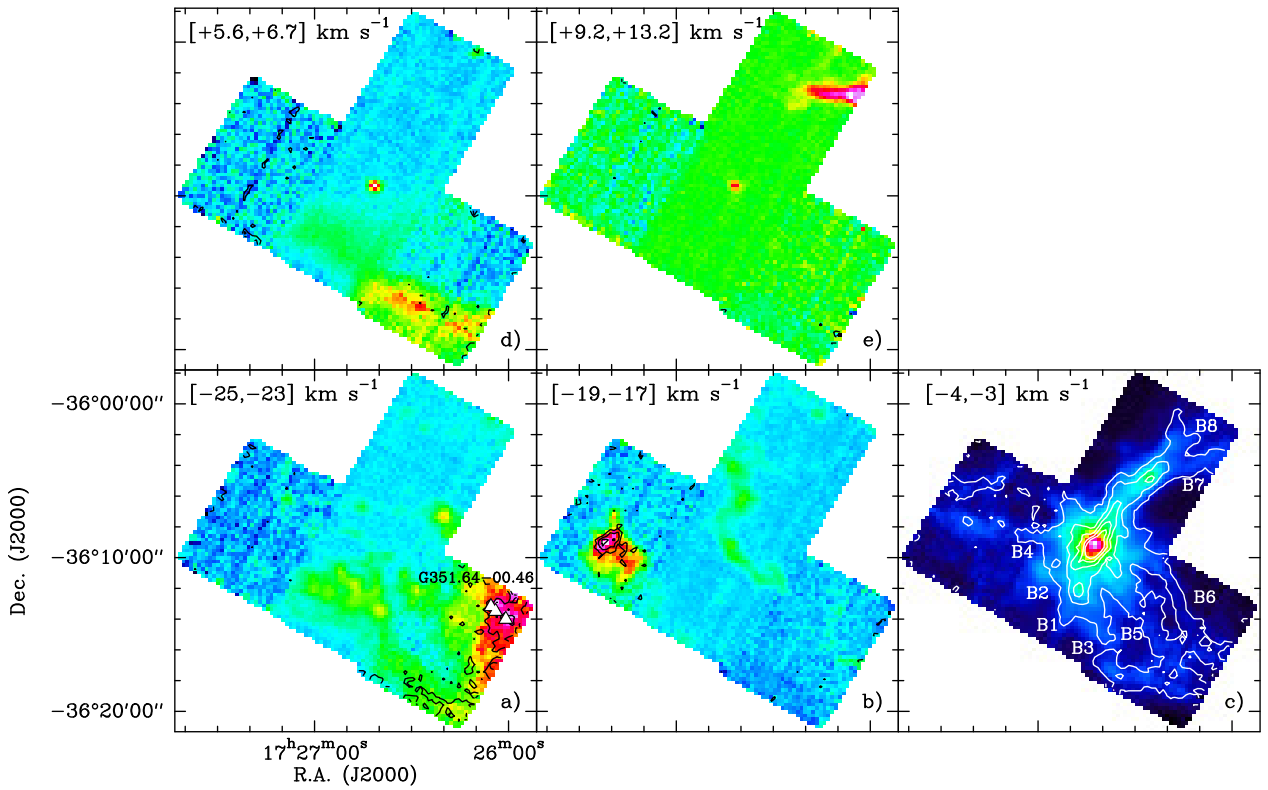 [+5.6,+6.7] km s⁻¹
d)
[+9.2,+13.2] km s⁻¹
e)
[−25,−23] km s⁻¹
G351.64−00.46
a)
[−19,−17] km s⁻¹
b)
[−4,−3] km s⁻¹
B8
B7
B4
B2
B6
B1
B5
B3
c)
−36°00′00″
−36°10′00″
−36°20′00″
Dec. (J2000)
17ʰ27ᵐ00ˢ
26ᵐ00ˢ
R.A. (J2000)